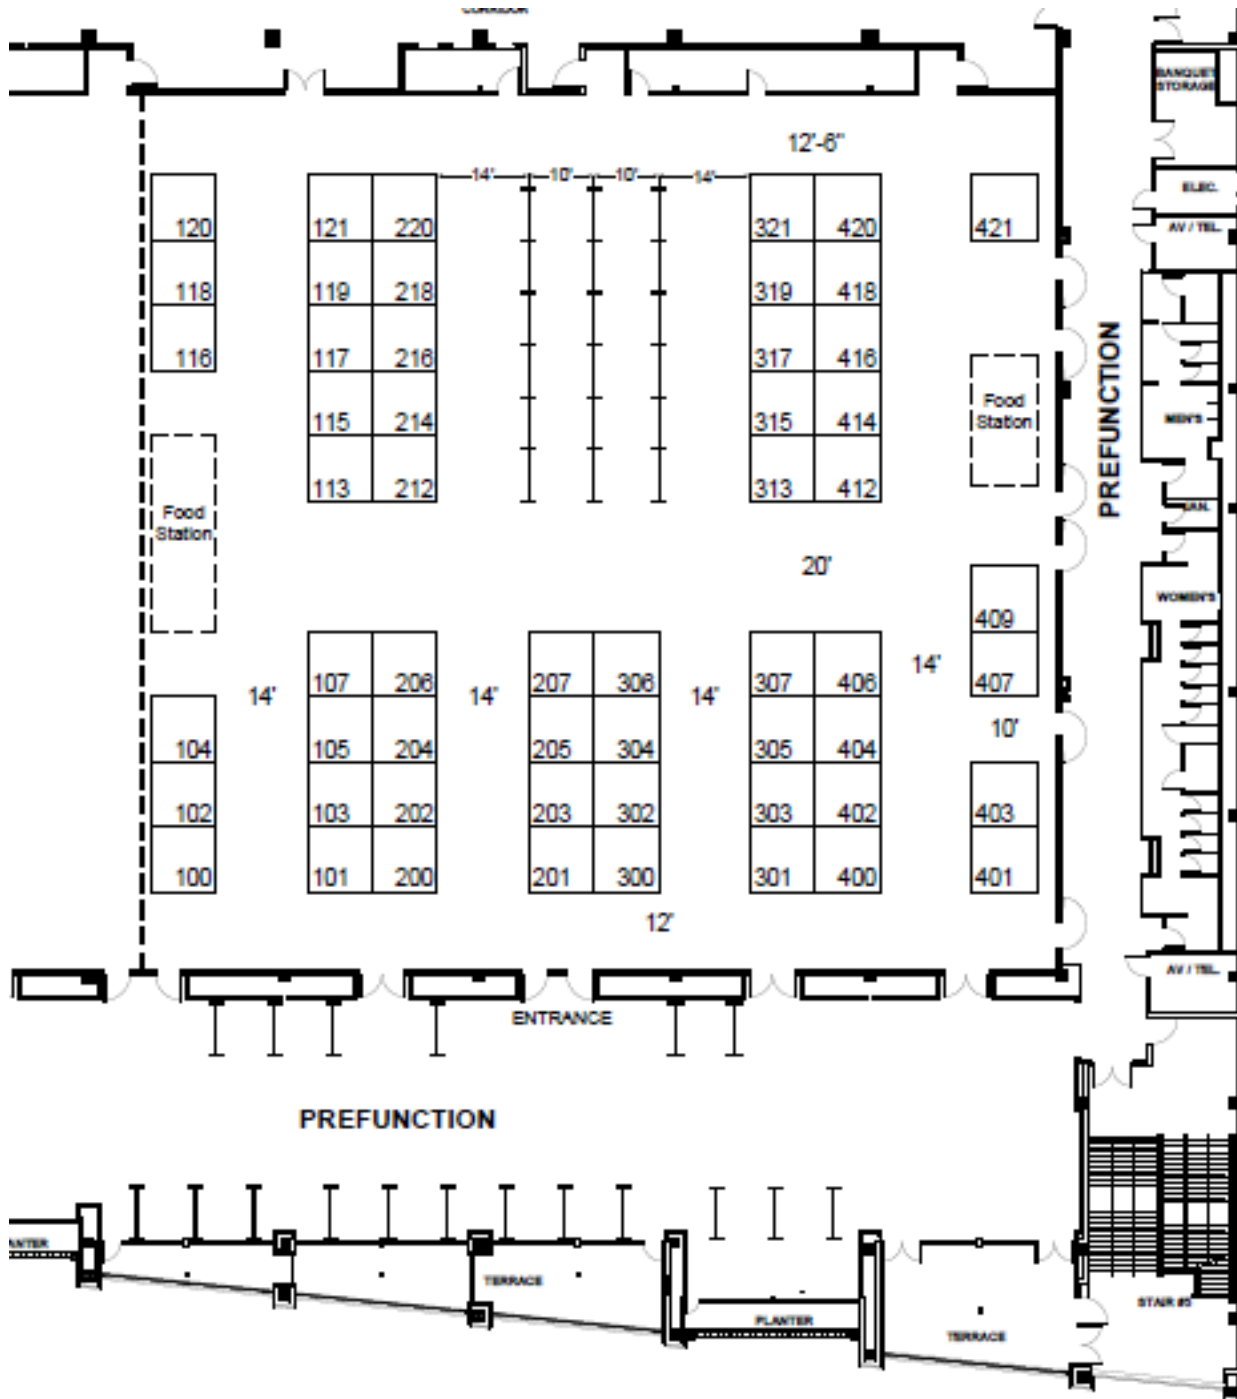 CORRIDOR
BANQUET
STORAGE
12'-6"
14' 10' 10' 14'
ELEC.
120 121 220 321 420 421
AV / TEL.
118 119 218 319 418
116 117 216 317 416
PREFUNCTION
Food
Station
115 214 315 414
MEN'S
113 212 313 412
Food
Station
20'
WOMEN'S
409
14'
107 206 207 306 307 406 407
14' 14' 14'
10'
104 105 204 205 304 305 404
102 103 202 203 302 303 402 403
100 101 200 201 300 301 400 401
12'
AV / TEL.
ENTRANCE
PREFUNCTION
TERRACE
STAIR #5
PLANTER
TERRACE